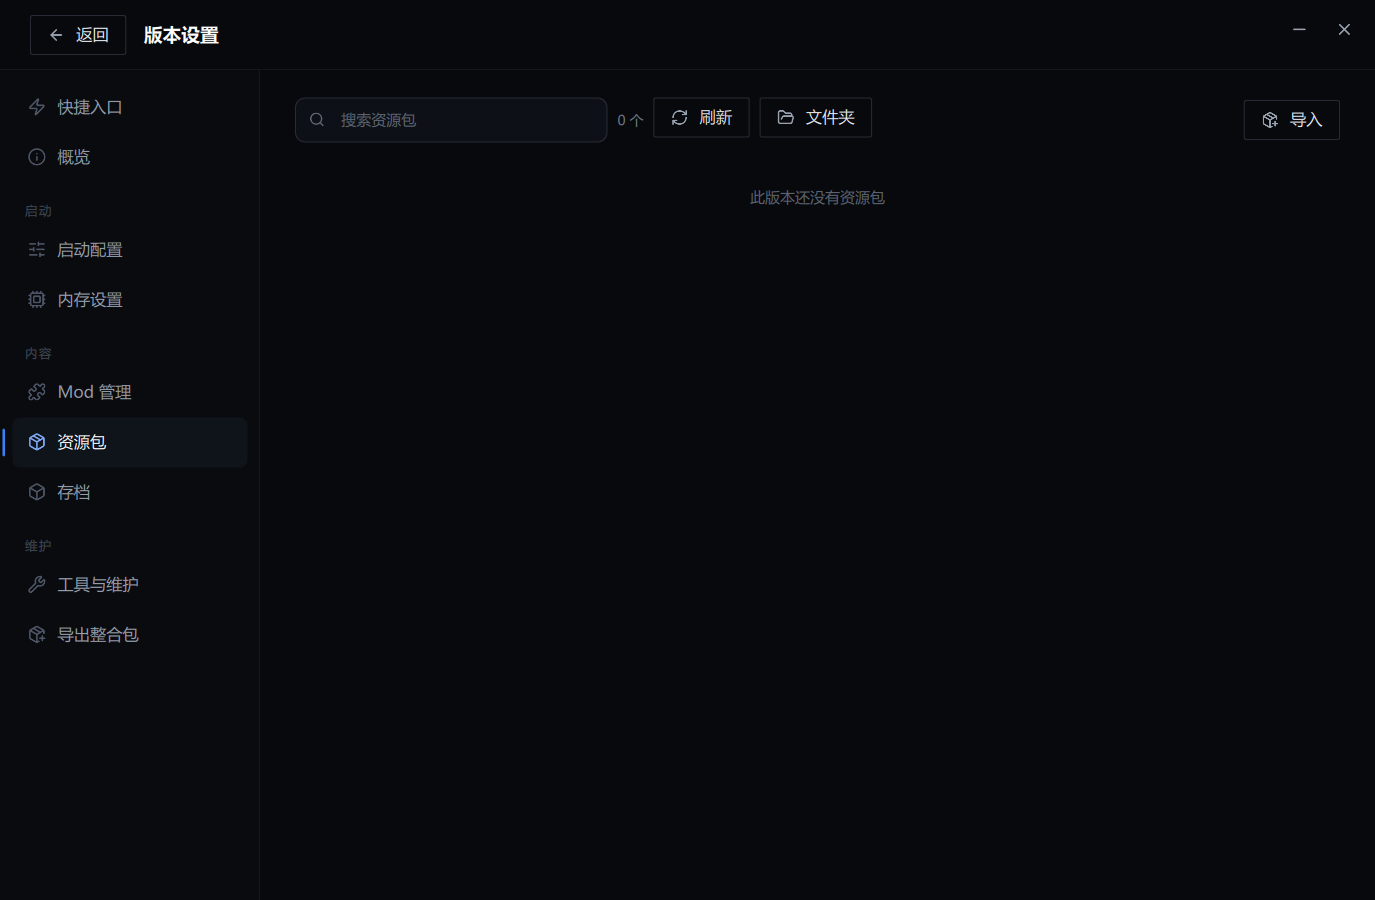 返回
版本设置
快捷入口
概览
启动
启动配置
内存设置
内容
Mod 管理
资源包
存档
维护
工具与维护
导出整合包
搜索资源包
0 个
刷新
文件夹
导入
此版本还没有资源包